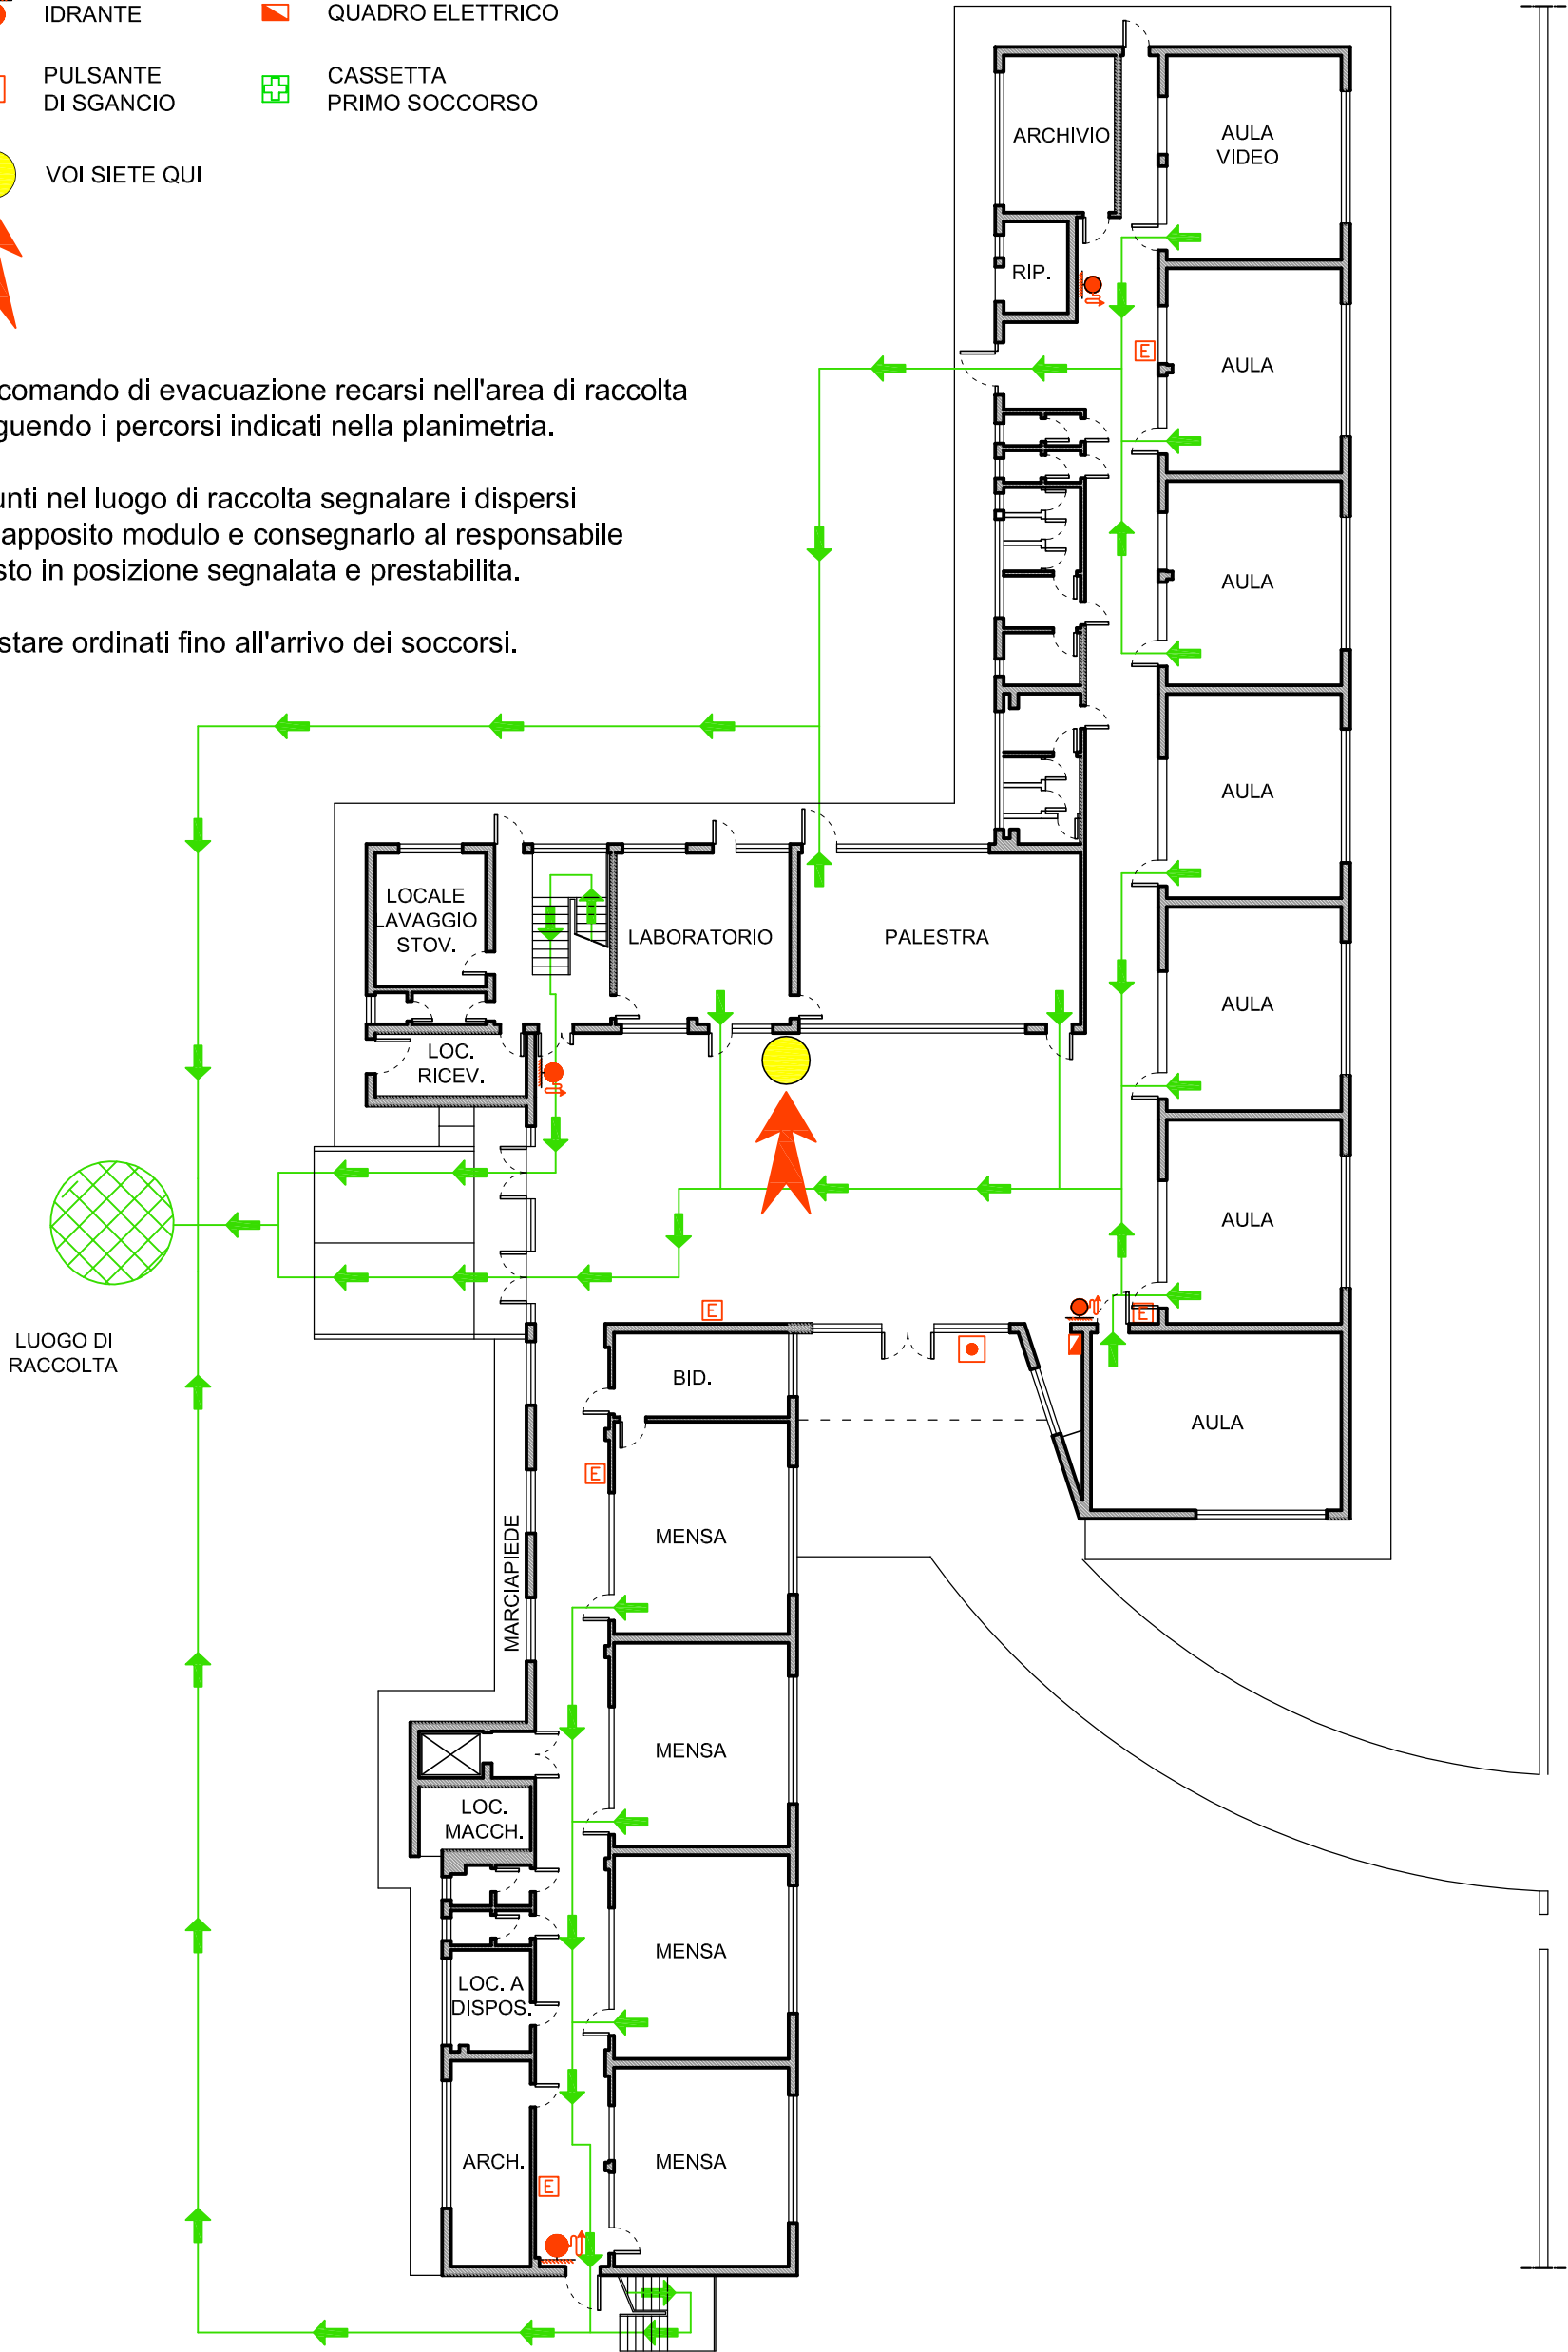 IDRANTE
QUADRO ELETTRICO
PULSANTE
DI SGANCIO
CASSETTA
PRIMO SOCCORSO
VOI SIETE QUI
comando di evacuazione recarsi nell'area di raccolta
guendo i percorsi indicati nella planimetria.
unti nel luogo di raccolta segnalare i dispersi
apposito modulo e consegnarlo al responsabile
sto in posizione segnalata e prestabilita.
stare ordinati fino all'arrivo dei soccorsi.
ARCHIVIO
AULA
VIDEO
RIP.
E
AULA
AULA
AULA
LOCALE
LAVAGGIO
STOV.
LABORATORIO
PALESTRA
AULA
LOC.
RICEV.
AULA
E
E
LUOGO DI
RACCOLTA
BID.
AULA
E
MENSA
MARCIAPIEDE
MENSA
LOC.
MACCH.
MENSA
LOC. A
DISPOS.
ARCH.
MENSA
E